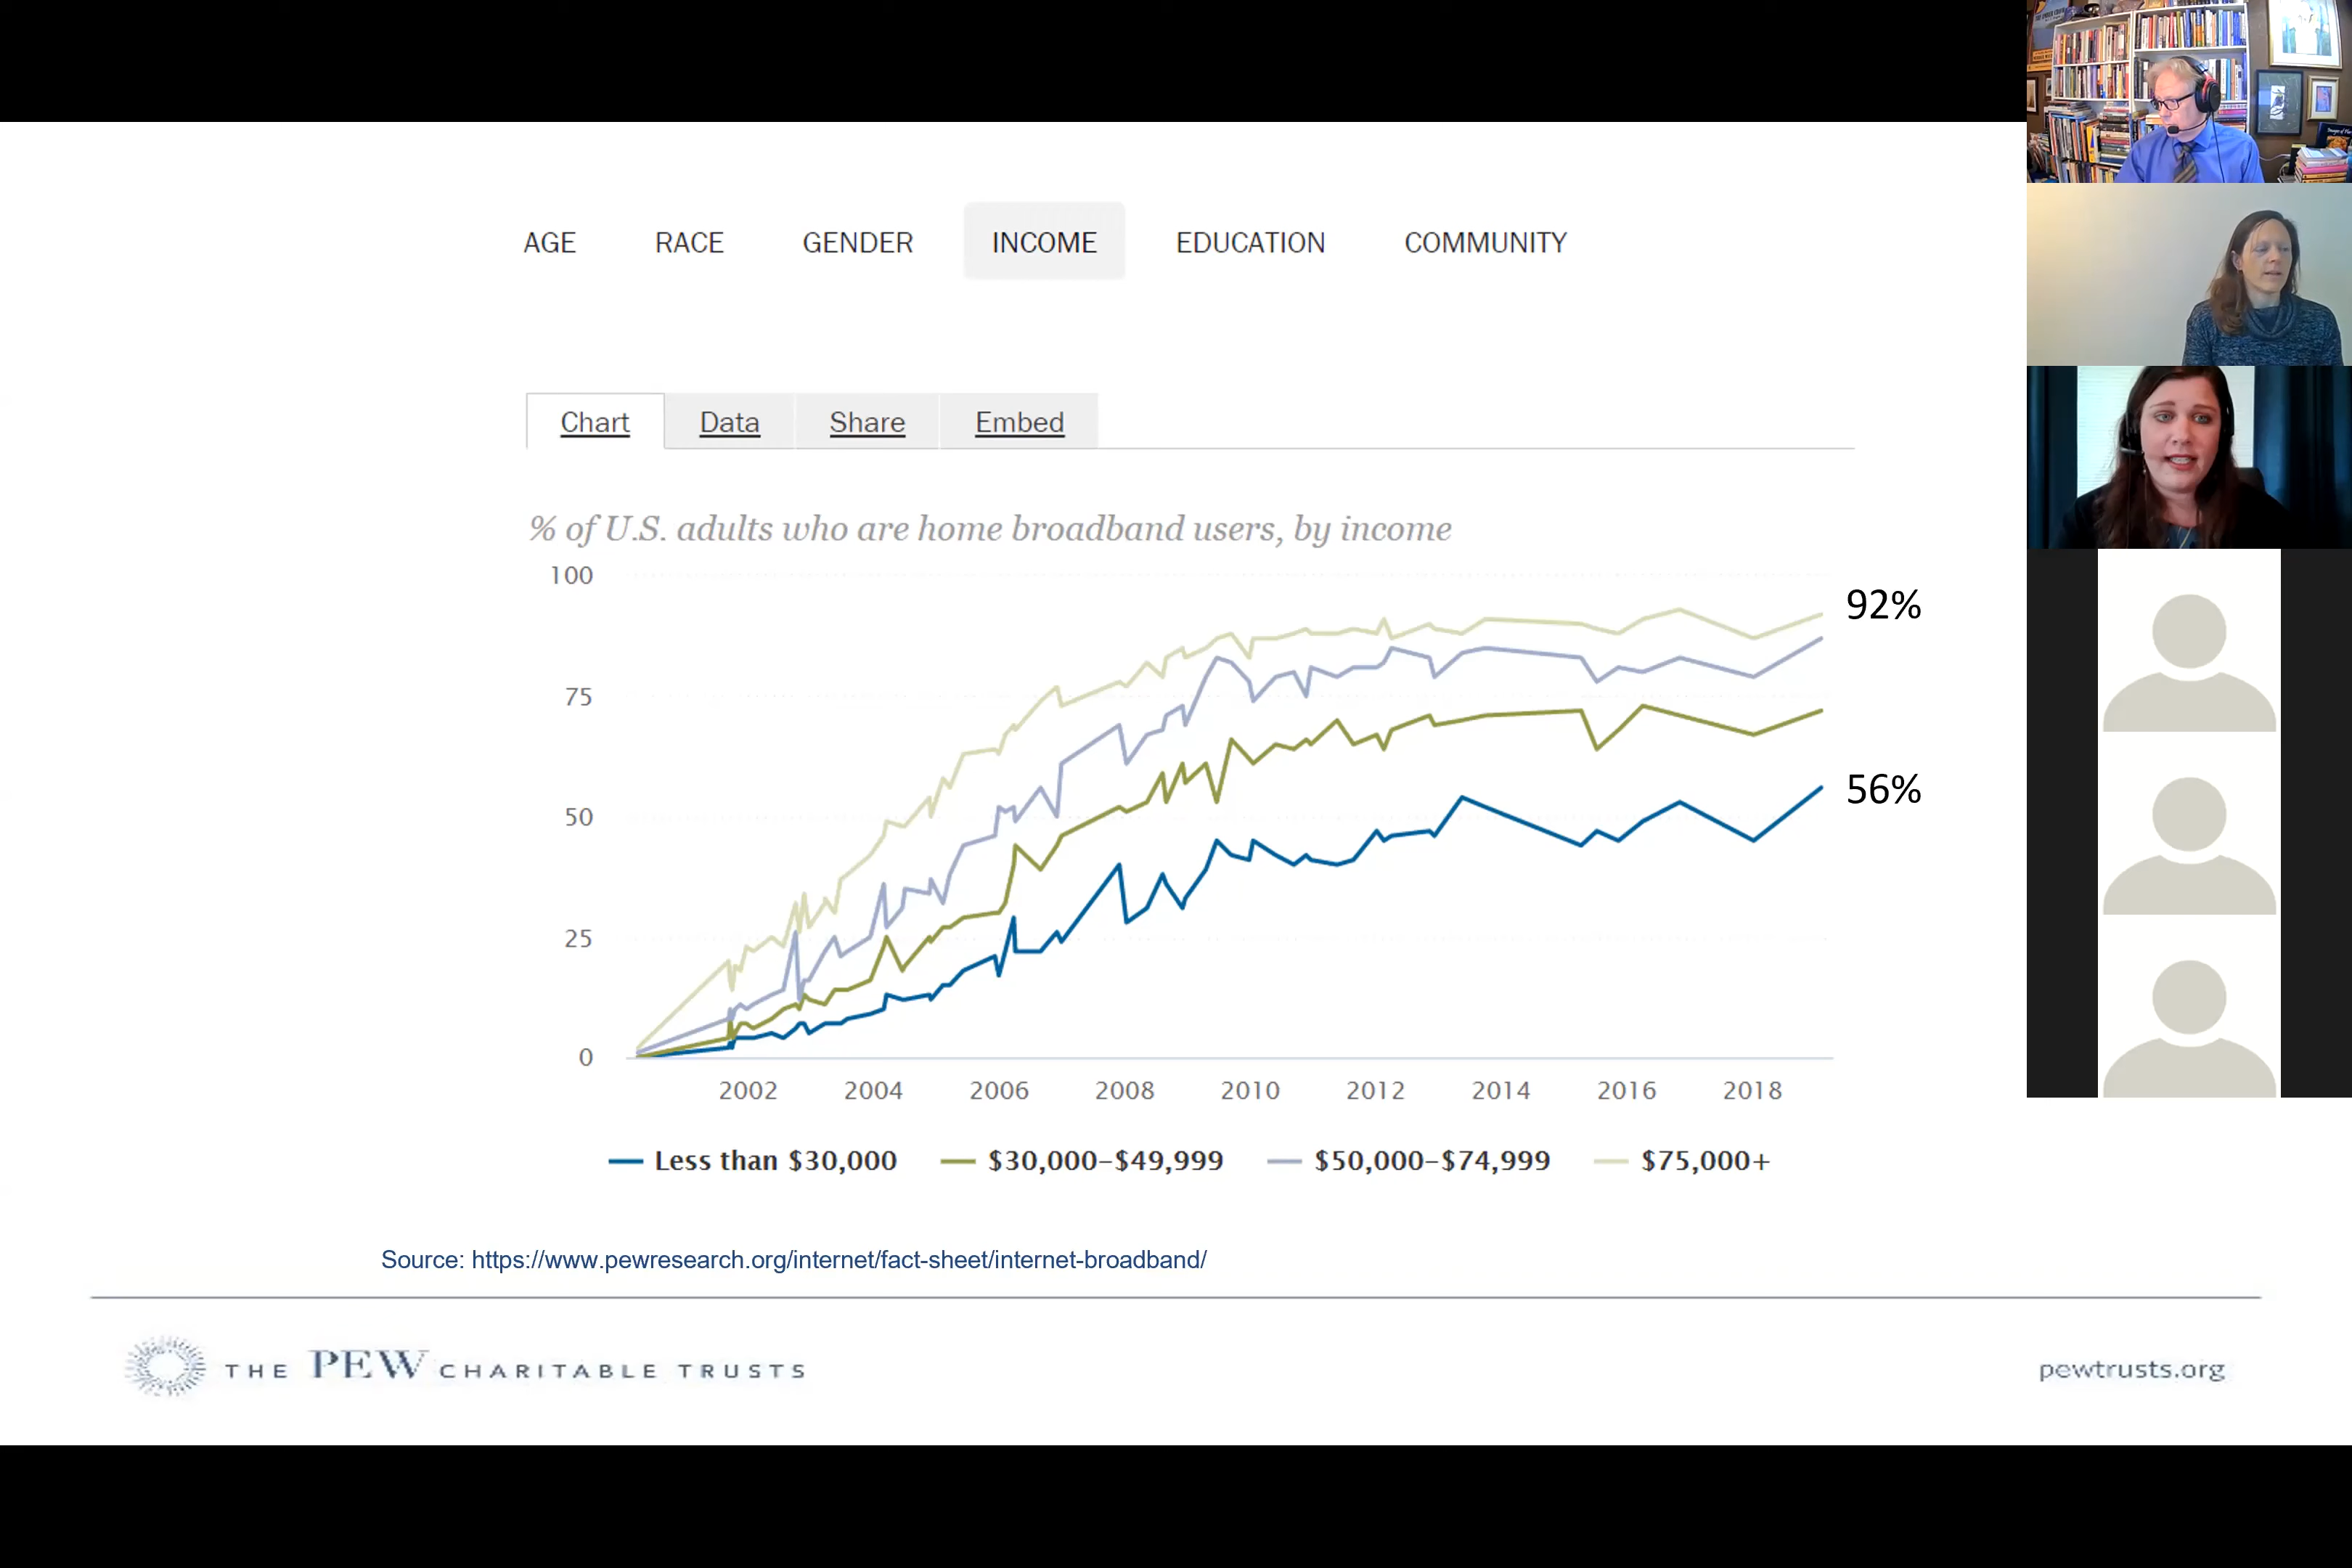 AGE RACE GENDER INCOME EDUCATION COMMUNITY
Chart Data Share Embed
% of U.S. adults who are home broadband users, by income
100
92%
75
56%
50
25
0
2002 2004 2006 2008 2010 2012 2014 2016 2018
Less than $30,000 $30,000–$49,999 $50,000–$74,999 $75,000+
Source: https://www.pewresearch.org/internet/fact-sheet/internet-broadband/
THE PEW CHARITABLE TRUSTS
pewtrusts.org